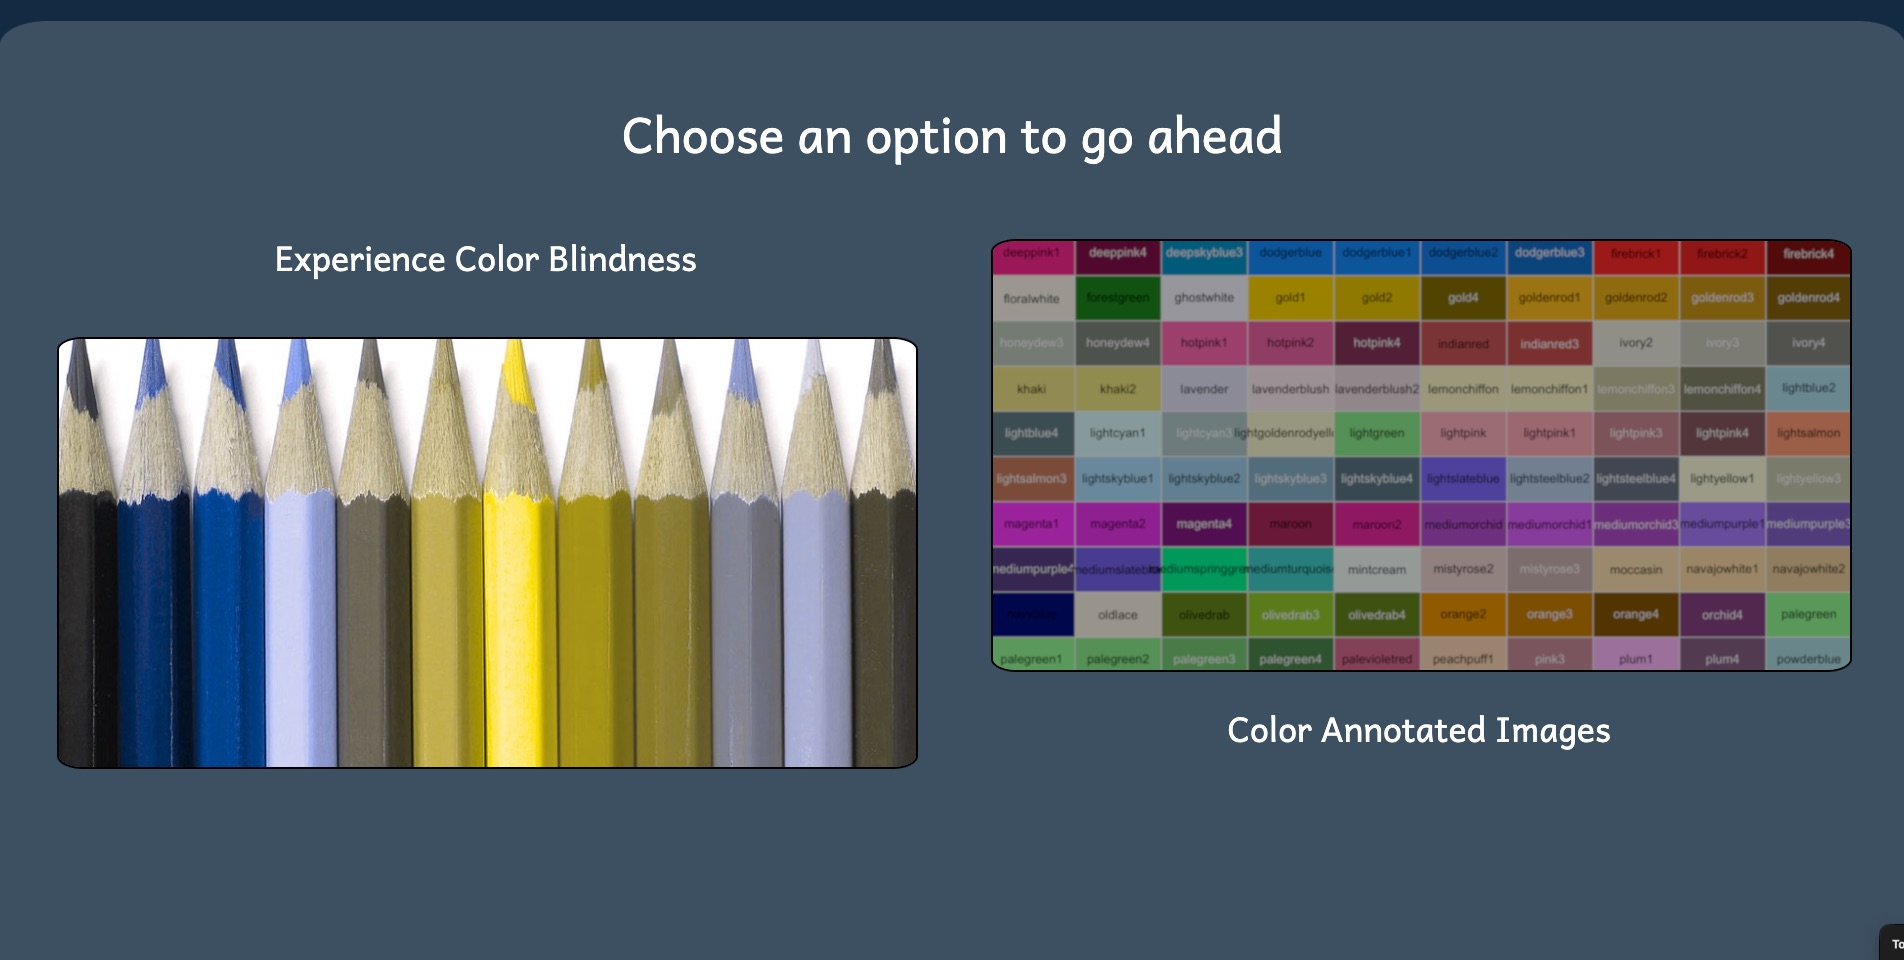 Choose an option to go ahead
Experience Color Blindness
deeppink1 deeppink4 deepskyblue3 dodgerblue dodgerblue1 dodgerblue2 dodgerblue3 firebrick1 firebrick2 firebrick4
floralwhite forestgreen ghostwhite gold1 gold2 gold4 goldenrod1 goldenrod2 goldenrod3 goldenrod4
honeydew3 honeydew4 hotpink1 hotpink2 hotpink4 indianred indianred3 ivory2 ivory3 ivory4
khaki khaki2 lavender lavenderblush lavenderblush2 lemonchiffon lemonchiffon1 lemonchiffon3 lemonchiffon4 lightblue2
lightblue4 lightcyan1 lightcyan3 lightgoldenrodyell lightgreen lightpink lightpink1 lightpink3 lightpink4 lightsalmon
lightsalmon3 lightskyblue1 lightskyblue2 lightskyblue3 lightskyblue4 lightslateblue lightsteelblue2 lightsteelblue4 lightyellow1 lightyellow3
magenta1 magenta2 magenta4 maroon maroon2 mediumorchid mediumorchid1 mediumorchid3 mediumpurple1 mediumpurple3
mediumpurple4 mintcream mistyrose2 mistyrose3 moccasin navajowhite1 navajowhite2
navyblue oldlace olivedrab olivedrab3 olivedrab4 orange2 orange3 orange4 orchid4 palegreen
palegreen1 palegreen2 palegreen3 palegreen4 palevioletred peachpuff1 pink3 plum1 plum4 powderblue
Color Annotated Images
To